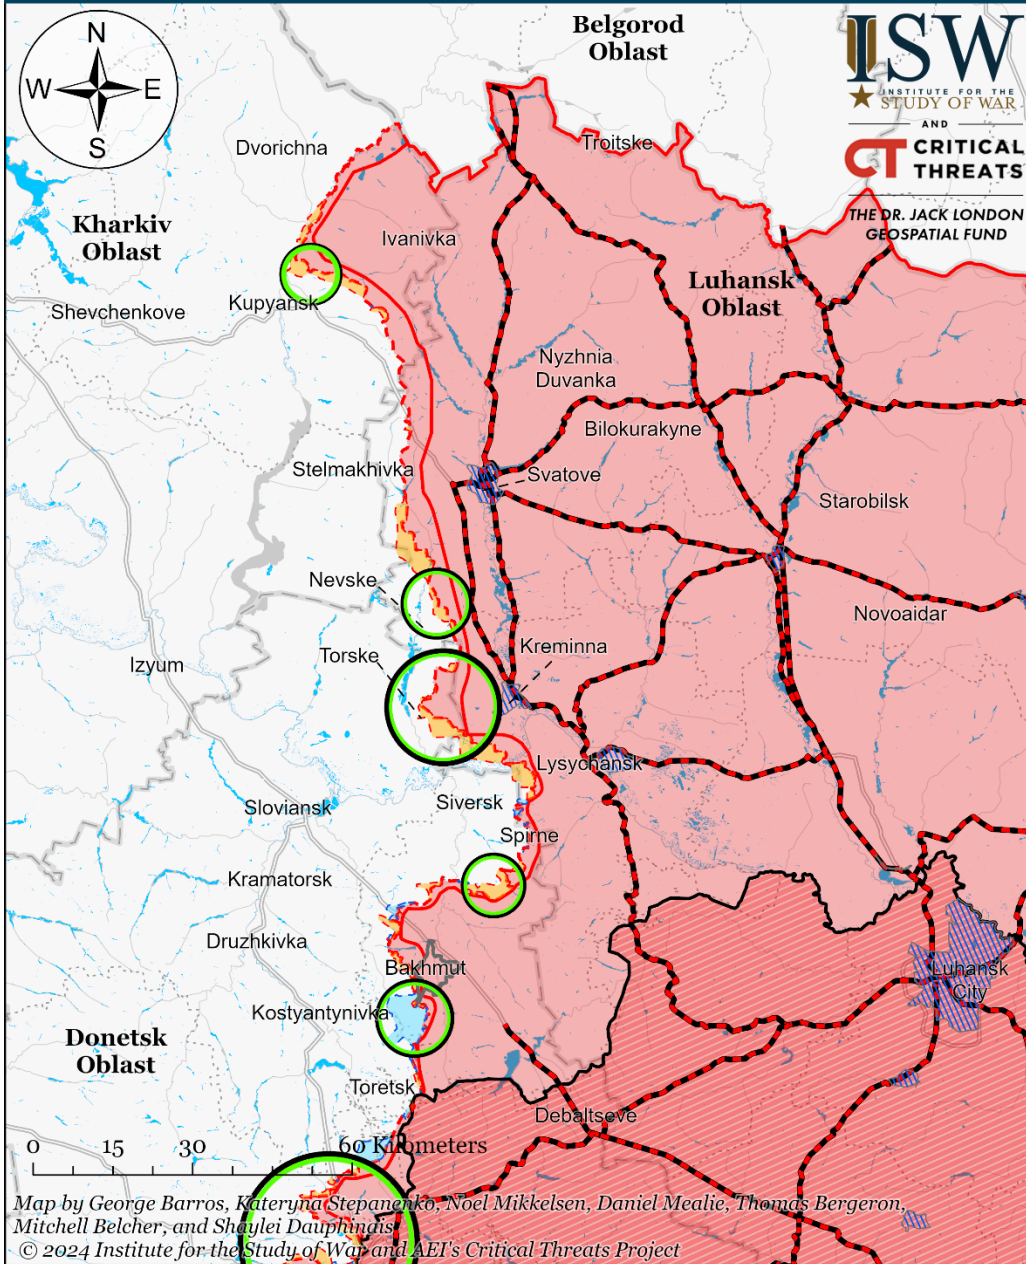 Belgorod
Oblast
ISW
INSTITUTE FOR THE
STUDY OF WAR
AND
CT CRITICAL
THREATS
THE DR. JACK LONDON
GEOSPATIAL FUND
N
W
E
S
Dvorichna
Troitske
Kharkiv
Oblast
Ivanivka
Luhansk
Oblast
Shevchenkove
Kupyansk
Nyzhnia
Duvanka
Bilokurakyne
Stelmakhivka
Svatove
Starobilsk
Nevske
Novoaidar
Torske
Kreminna
Izyum
Lysychansk
Sloviansk
Siversk
Spirne
Kramatorsk
Druzhkivka
Bakhmut
Luhansk
City
Kostyantynivka
Donetsk
Oblast
Toretsk
Debaltseve
0 15 30 60 Kilometers
Map by George Barros, Kateryna Stepanenko, Noel Mikkelsen, Daniel Mealie, Thomas Bergeron,
Mitchell Belcher, and Shaylei Dauphinais
© 2024 Institute for the Study of War and AEI's Critical Threats Project